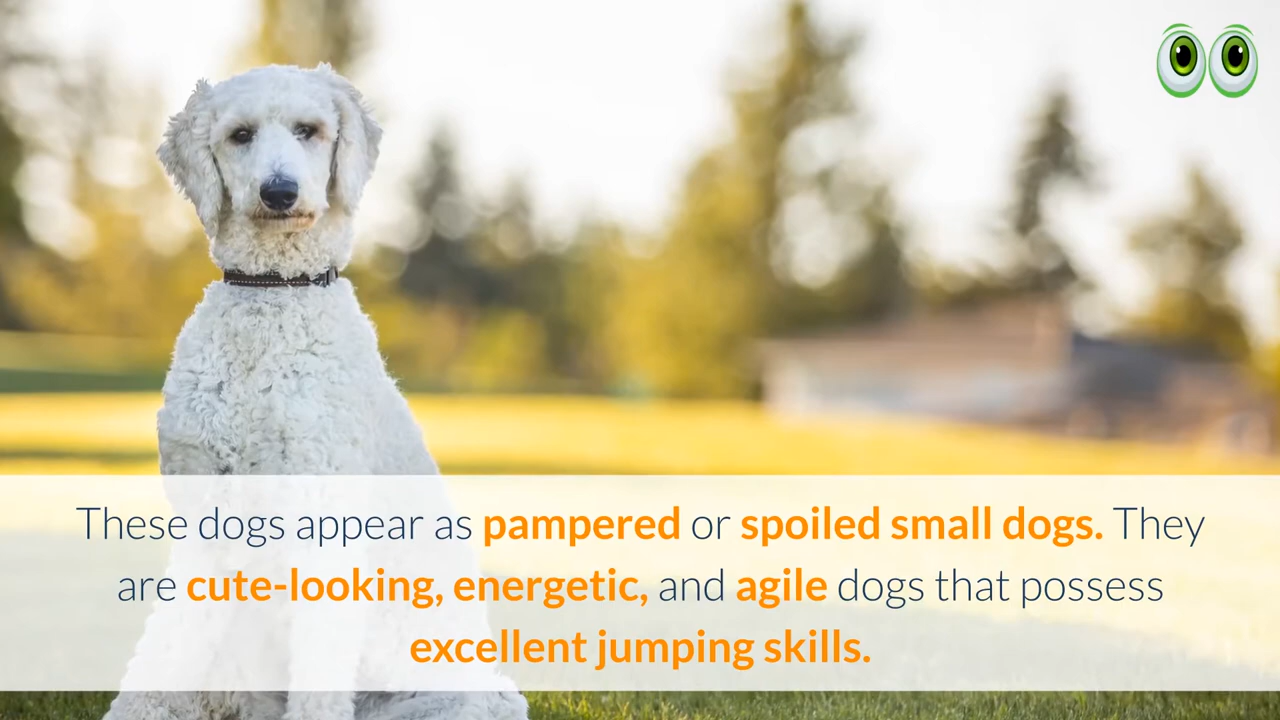 These dogs appear as pampered or spoiled small dogs. They
are cute-looking, energetic, and agile dogs that possess
excellent jumping skills.